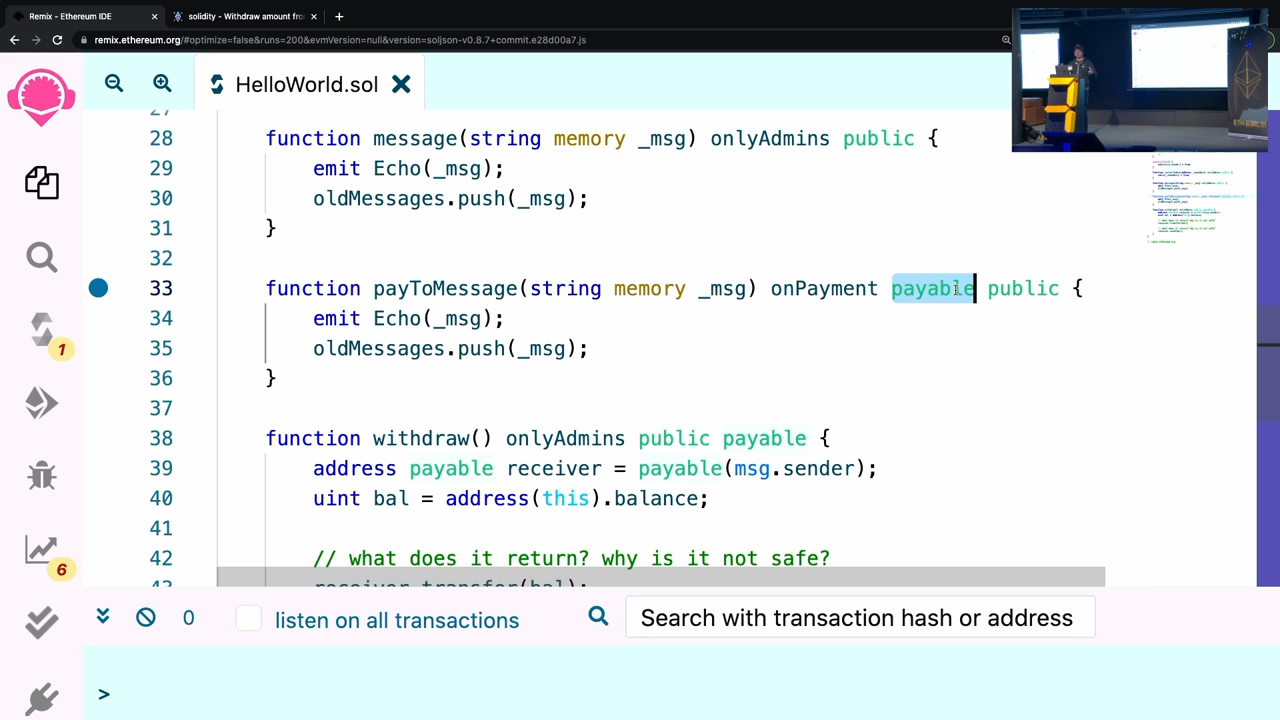 Remix - Ethereum IDE
solidity - Withdraw amount fro
remix.ethereum.org/#optimize=false&runs=200&evmVersion=null&version=soljson-v0.8.7+commit.e28d00a7.js
HelloWorld.sol
27
28 function message(string memory _msg) onlyAdmins public {
29 emit Echo(_msg);
30 oldMessages.push(_msg);
31 }
32
33 function payToMessage(string memory _msg) onPayment payable public {
34 emit Echo(_msg);
35 oldMessages.push(_msg);
36 }
37
38 function withdraw() onlyAdmins public payable {
39 address payable receiver = payable(msg.sender);
40 uint bal = address(this).balance;
41
42 // what does it return? why is it not safe?
43 receiver.transfer(bal);
1
6
0 listen on all transactions
Search with transaction hash or address
>